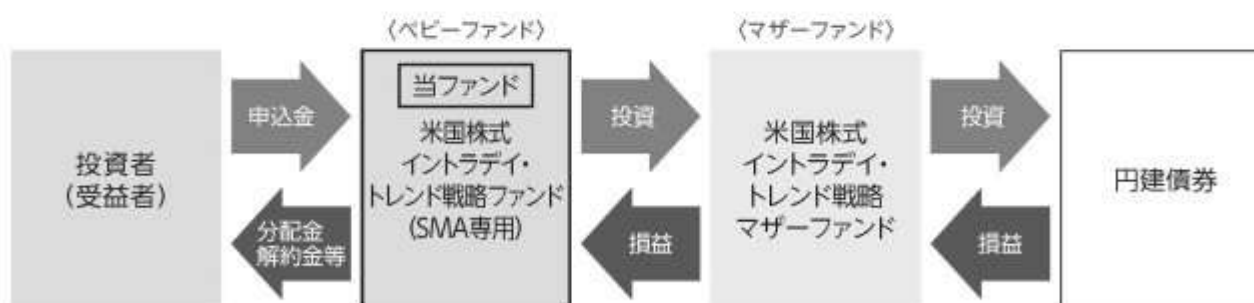 〈ベビーファンド〉
〈マザーファンド〉
投資者
(受益者)
申込金
分配金
解約金等
当ファンド
米国株式
イントラデイ・
トレンド戦略ファンド
(SMA専用)
投資
損益
米国株式
イントラデイ・
トレンド戦略
マザーファンド
投資
損益
円建債券